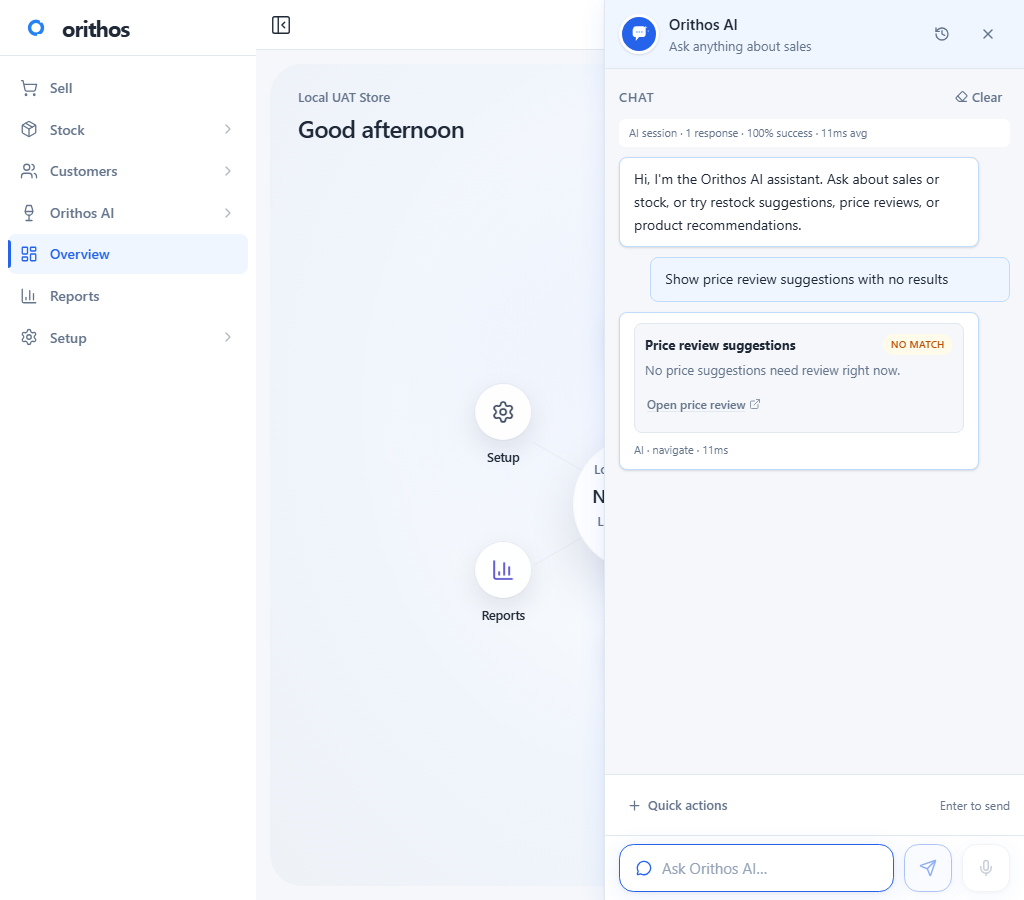 orithos
Sell
Stock
Customers
Orithos AI
Overview
Reports
Setup
Local UAT Store
Good afternoon
Setup
Reports
Lo
N
L
Orithos AI
Ask anything about sales
CHAT
Clear
AI session · 1 response · 100% success · 11ms avg
Hi, I'm the Orithos AI assistant. Ask about sales or
stock, or try restock suggestions, price reviews, or
product recommendations.
Show price review suggestions with no results
Price review suggestions
NO MATCH
No price suggestions need review right now.
Open price review
AI · navigate · 11ms
Quick actions
Enter to send
Ask Orithos AI...